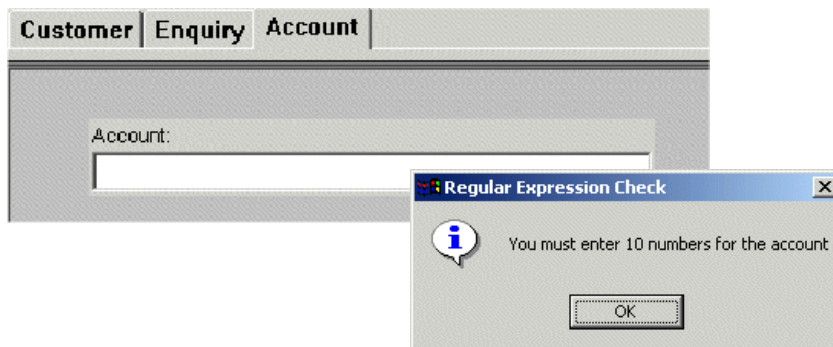 Customer Enquiry Account
Account:
Regular Expression Check
You must enter 10 numbers for the account
OK